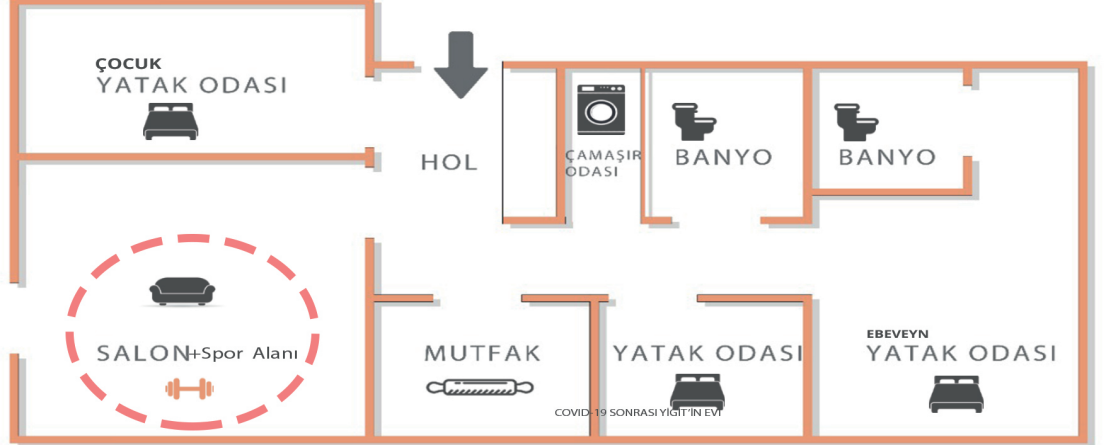 ÇOCUK
YATAK ODASI
HOL
ÇAMAŞIR
ODASI
BANYO
BANYO
SALON+Spor Alanı
MUTFAK
YATAK ODASI
EBEVEYN
YATAK ODASI
COVID-19 SONRASI YİĞİT'İN EVİ